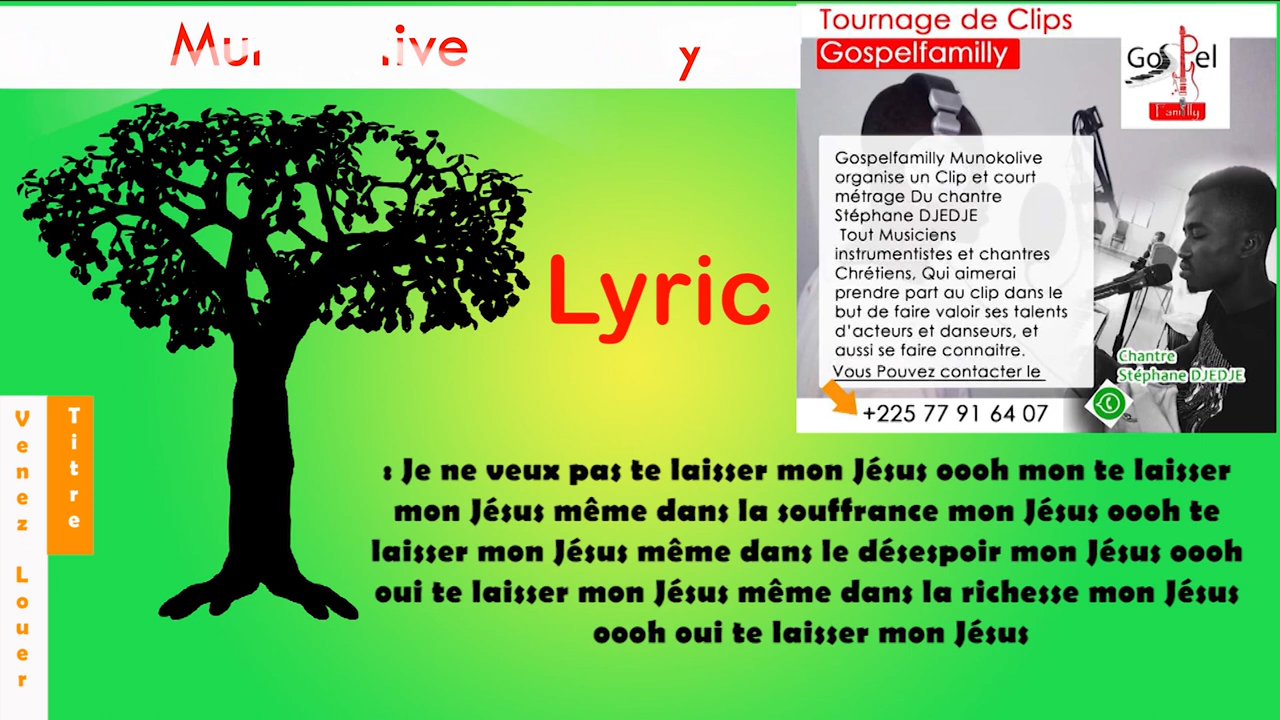 Tournage de Clips
Gospelfamilly
Gospel
Familly
Gospelfamilly Munokolive
organise un Clip et court
métrage Du chantre
Stéphane DJEDJE
Tout Musiciens
instrumentistes et chantres
Chrétiens, Qui aimerai
prendre part au clip dans le
but de faire valoir ses talents
d'acteurs et danseurs, et
aussi se faire connaitre.
Vous Pouvez contacter le
+225 77 91 64 07
Chantre
Stéphane DJEDJE
Lyric
Titre
Venez Louer
: Je ne veux pas te laisser mon Jésus oooh mon te laisser
mon Jésus même dans la souffrance mon Jésus oooh te
laisser mon Jésus même dans le désespoir mon Jésus oooh
oui te laisser mon Jésus même dans la richesse mon Jésus
oooh oui te laisser mon Jésus